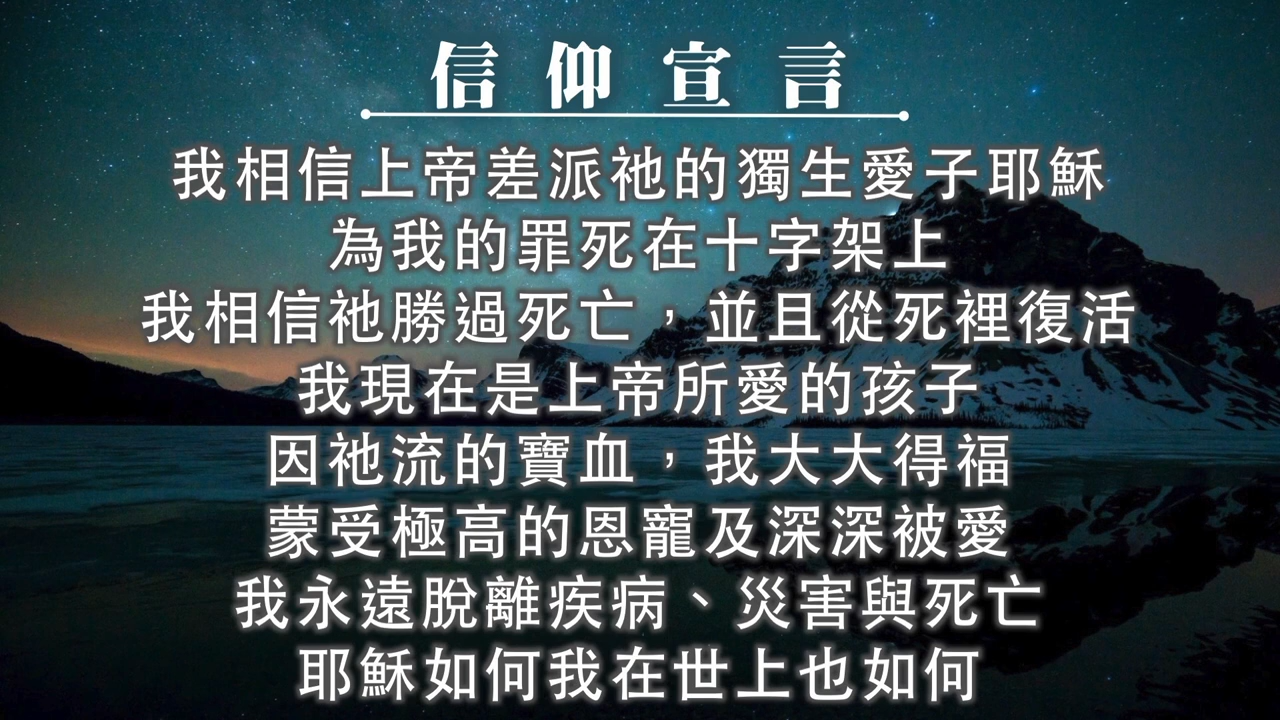 信仰宣言
我相信上帝差派祂的獨生愛子耶穌
為我的罪死在十字架上
我相信祂勝過死亡，並且從死裡復活
我現在是上帝所愛的孩子
因祂流的寶血，我大大得福
蒙受極高的恩寵及深深被愛
我永遠脫離疾病、災害與死亡
耶穌如何我在世上也如何